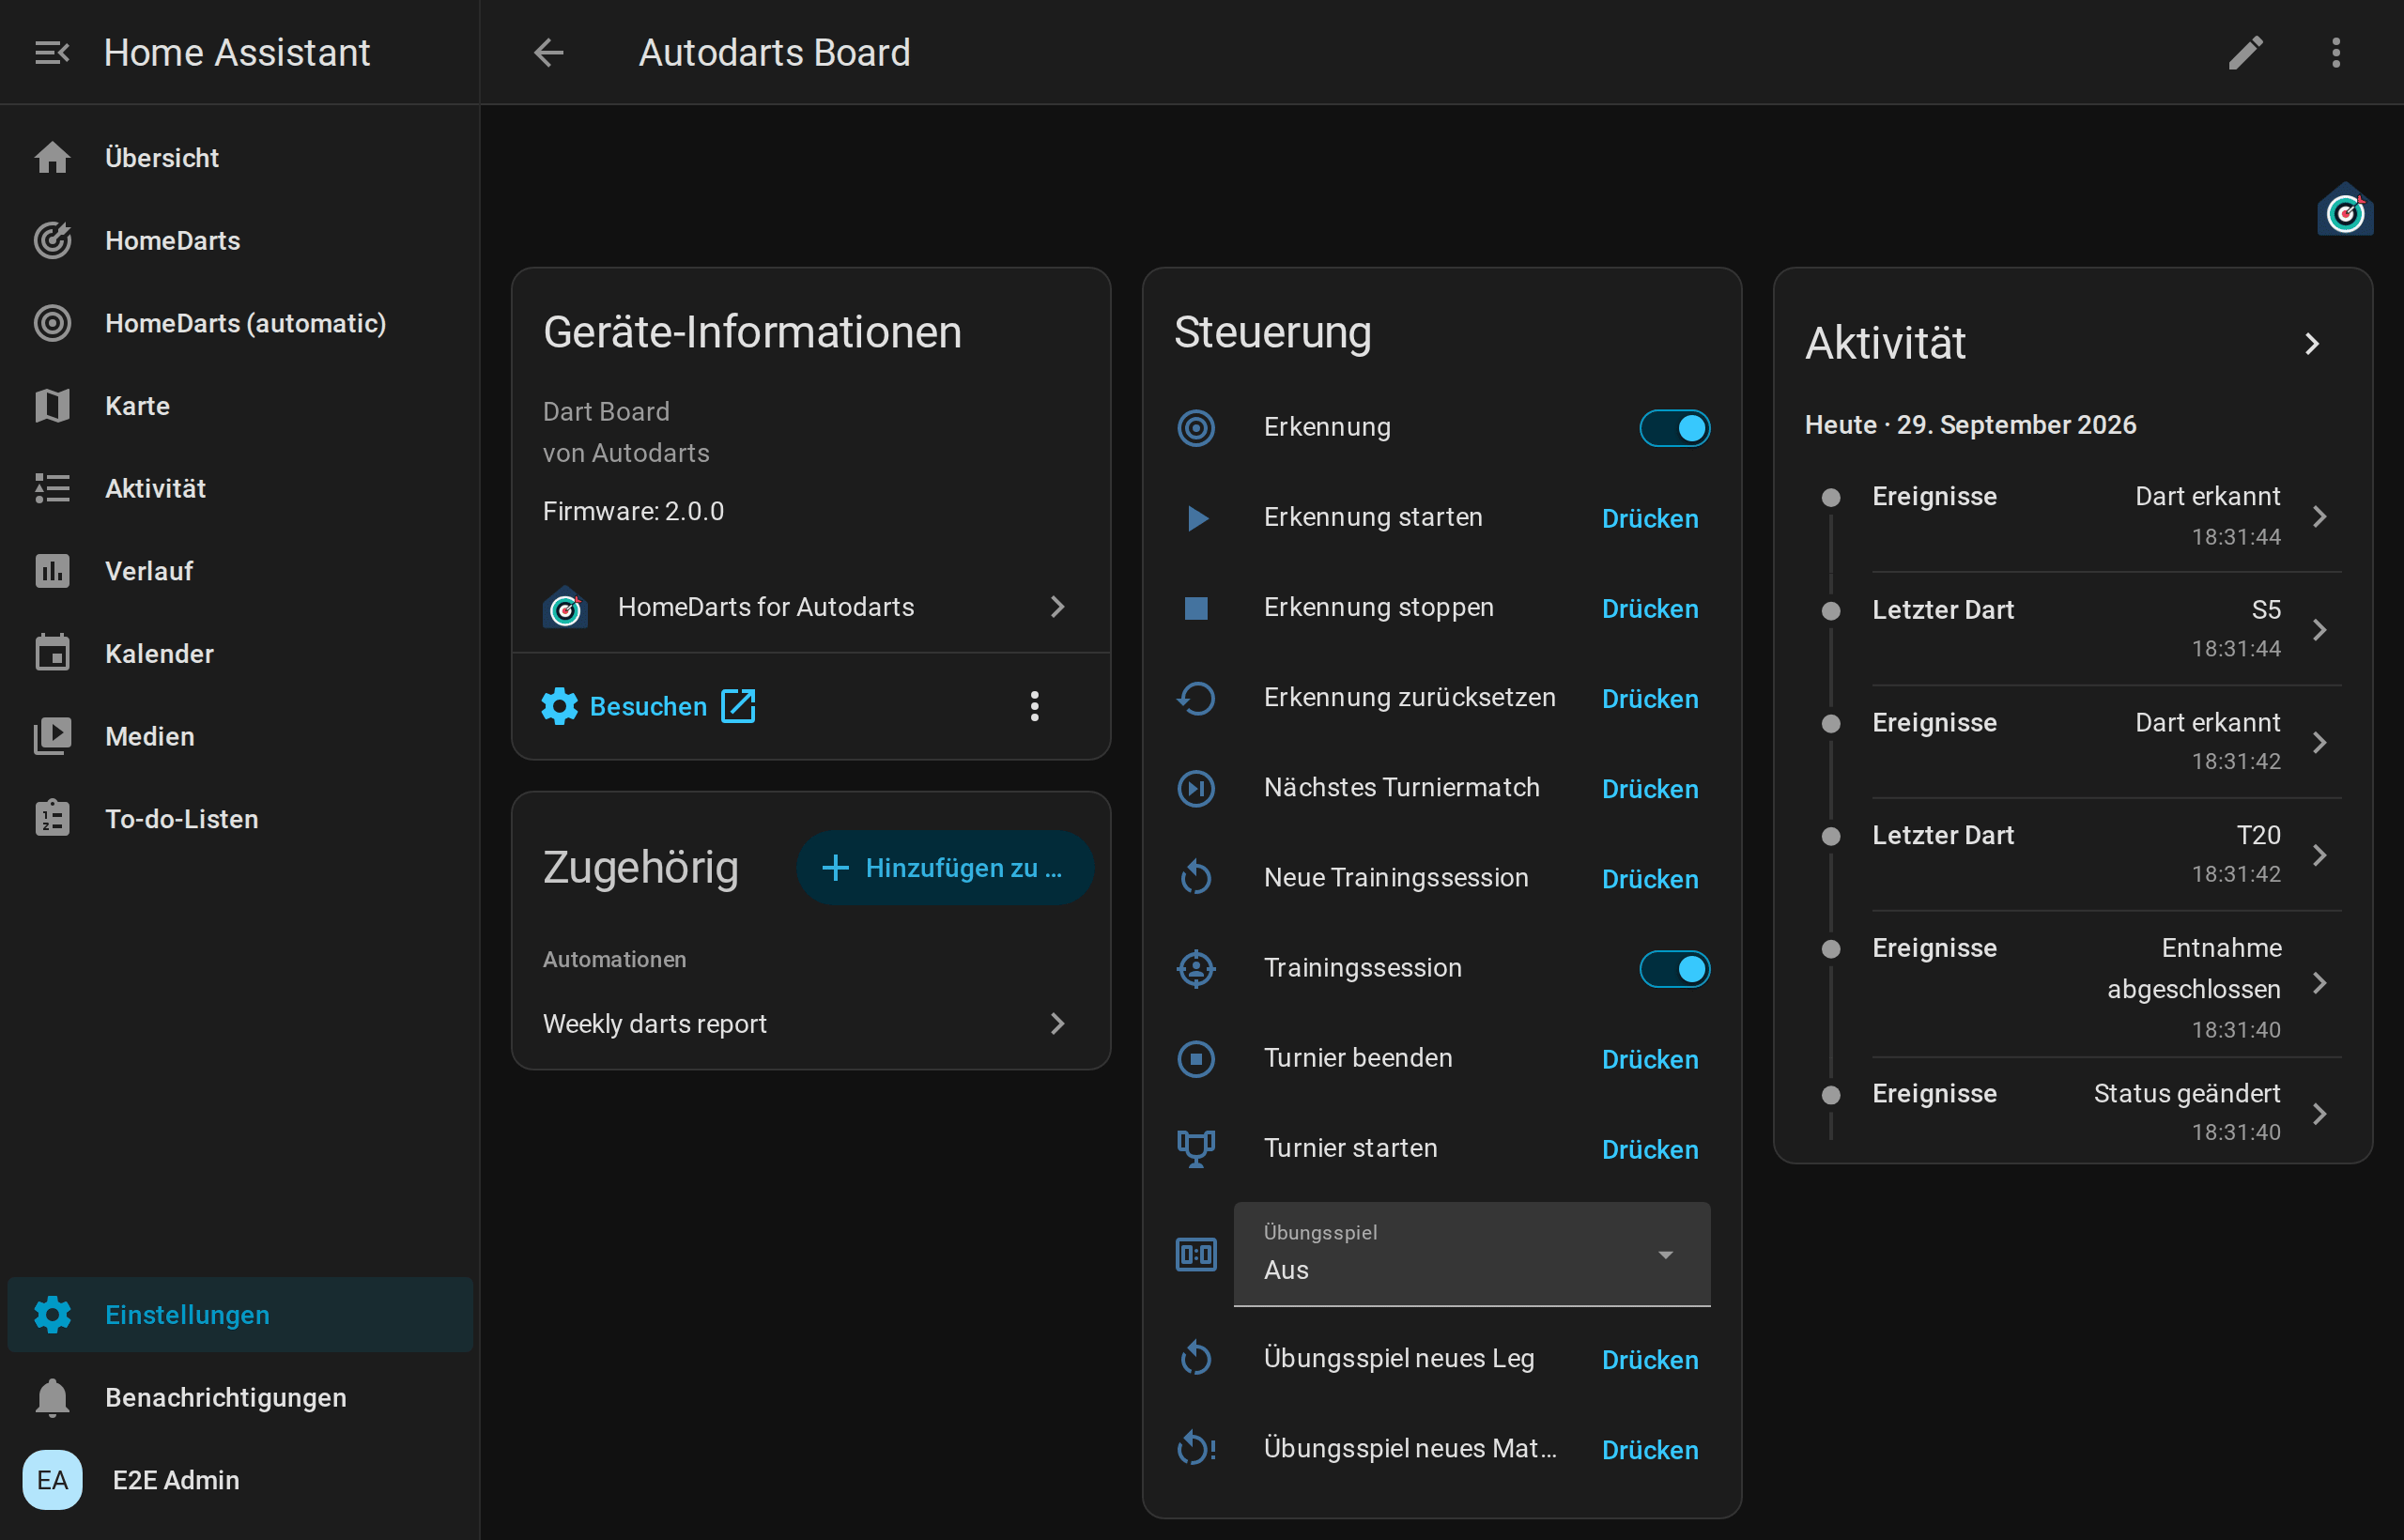 Home Assistant
Autodarts Board
Übersicht
HomeDarts
HomeDarts (automatic)
Karte
Aktivität
Verlauf
Kalender
Medien
To-do-Listen
Einstellungen
Benachrichtigungen
EA
E2E Admin
Geräte-Informationen
Dart Board
von Autodarts
Firmware: 2.0.0
HomeDarts for Autodarts
Besuchen
Zugehörig
Hinzufügen zu ...
Automationen
Weekly darts report
Steuerung
Erkennung
Erkennung starten Drücken
Erkennung stoppen Drücken
Erkennung zurücksetzen Drücken
Nächstes Turniermatch Drücken
Neue Trainingssession Drücken
Trainingssession
Turnier beenden Drücken
Turnier starten Drücken
Übungsspiel
Aus
Übungsspiel neues Leg Drücken
Übungsspiel neues Mat... Drücken
Aktivität
Heute · 29. September 2026
Ereignisse Dart erkannt
18:31:44
Letzter Dart S5
18:31:44
Ereignisse Dart erkannt
18:31:42
Letzter Dart T20
18:31:42
Ereignisse Entnahme
abgeschlossen
18:31:40
Ereignisse Status geändert
18:31:40